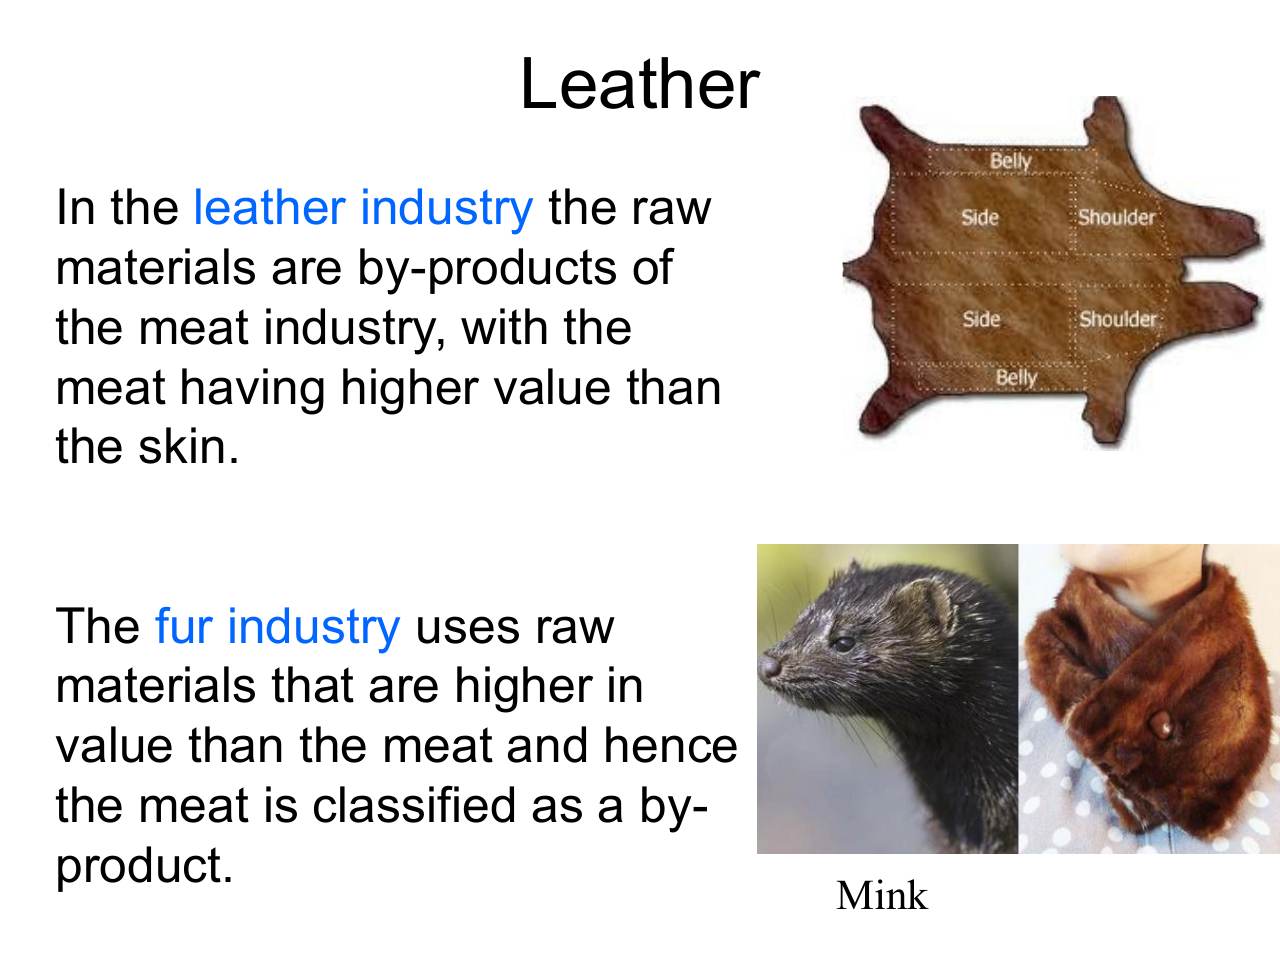 Leather
In the leather industry the raw
materials are by-products of
the meat industry, with the
meat having higher value than
the skin.
Belly
Side
Shoulder
Side
Shoulder
Belly
The fur industry uses raw
materials that are higher in
value than the meat and hence
the meat is classified as a by-
product.
Mink